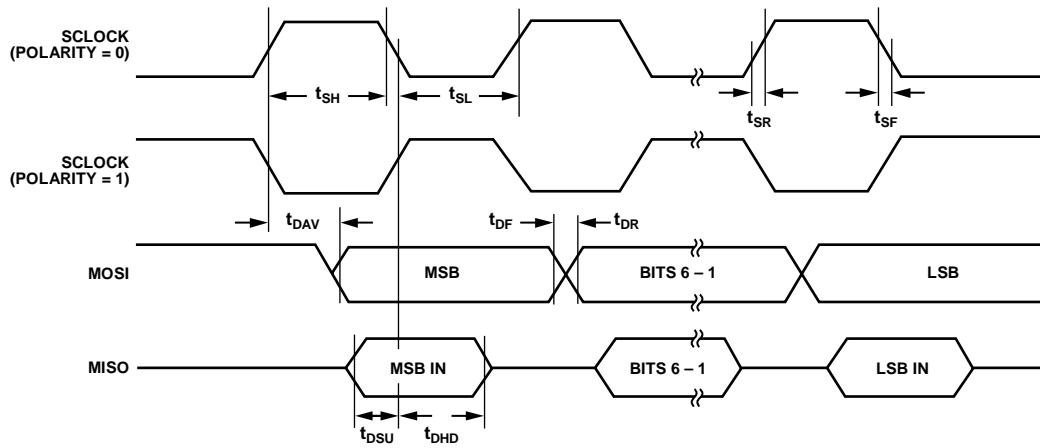 SCLOCK
(POLARITY = 0)
tSH
tSL
tSR
tSF
SCLOCK
(POLARITY = 1)
tDAV
tDF
tDR
MOSI
MSB
BITS 6 – 1
LSB
MISO
MSB IN
BITS 6 – 1
LSB IN
tDSU
tDHD